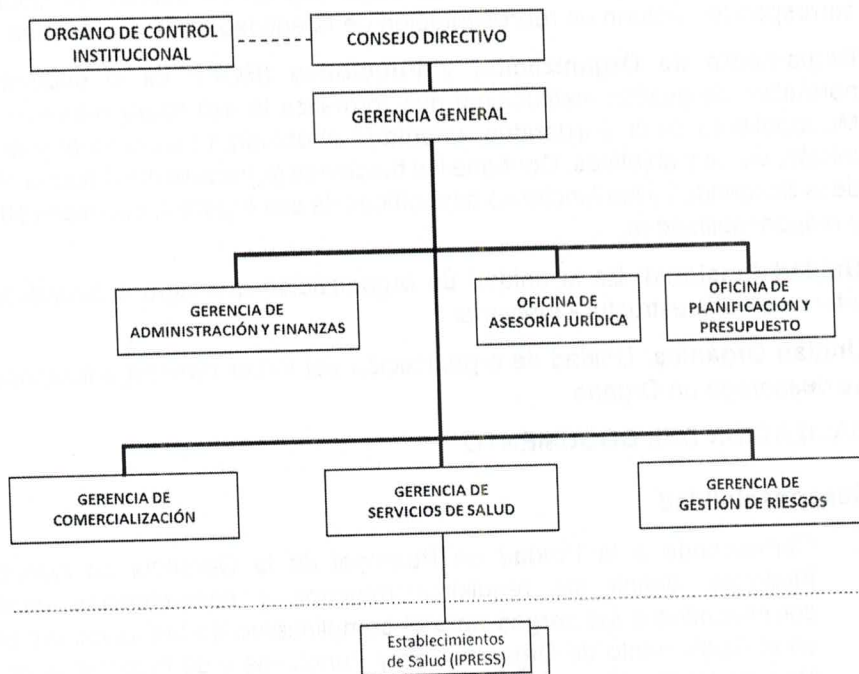 ORGANO DE CONTROL
INSTITUCIONAL
CONSEJO DIRECTIVO
GERENCIA GENERAL
GERENCIA DE
ADMINISTRACIÓN Y FINANZAS
OFICINA DE
ASESORÍA JURÍDICA
OFICINA DE
PLANIFICACIÓN Y
PRESUPUESTO
GERENCIA DE
COMERCIALIZACIÓN
GERENCIA DE
SERVICIOS DE SALUD
GERENCIA DE
GESTIÓN DE RIESGOS
Establecimientos
de Salud (IPRESS)